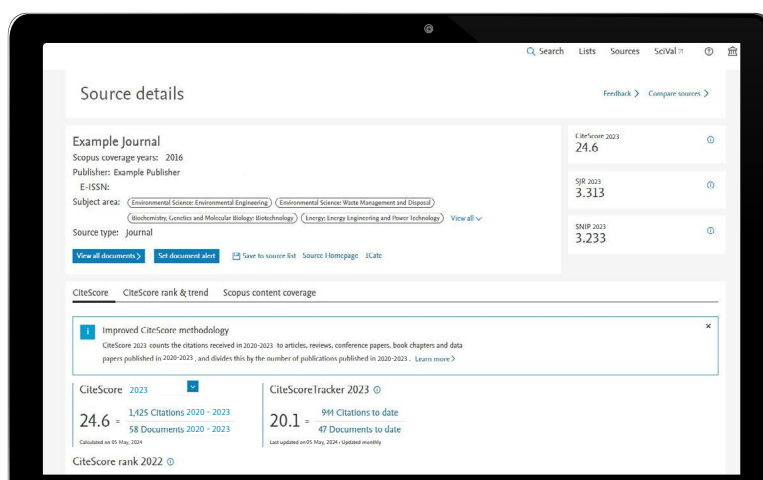 Search Lists Sources SciVal
Source details
Feedback Compare sources
Example Journal
Scopus coverage years: 2016
Publisher: Example Publisher
E-ISSN:
Subject area: Environmental Science: Environmental Engineering Environmental Science: Waste Management and Disposal
Biochemistry, Genetics and Molecular Biology: Biotechnology Energy: Energy Engineering and Power Technology View all
Source type: Journal
View all documents Set document alert Save to source list Source Homepage
CiteScore 2023
24.6
SJR 2023
3.313
SNIP 2023
3.233
CiteScore CiteScore rank & trend Scopus content coverage
i Improved CiteScore methodology x
CiteScore 2023 counts the citations received in 2020-2023 to articles, reviews, conference papers, book chapters and data
papers published in 2020-2023, and divides this by the number of publications published in 2020-2023. Learn more >
CiteScore 2023
24.6 = 1,425 Citations 2020 - 2023
58 Documents 2020 - 2023
Calculated on 05 May, 2024
CiteScoreTracker 2023
20.1 = 944 Citations to date
47 Documents to date
Last updated on 05 May, 2024 • Updated monthly
CiteScore rank 2022